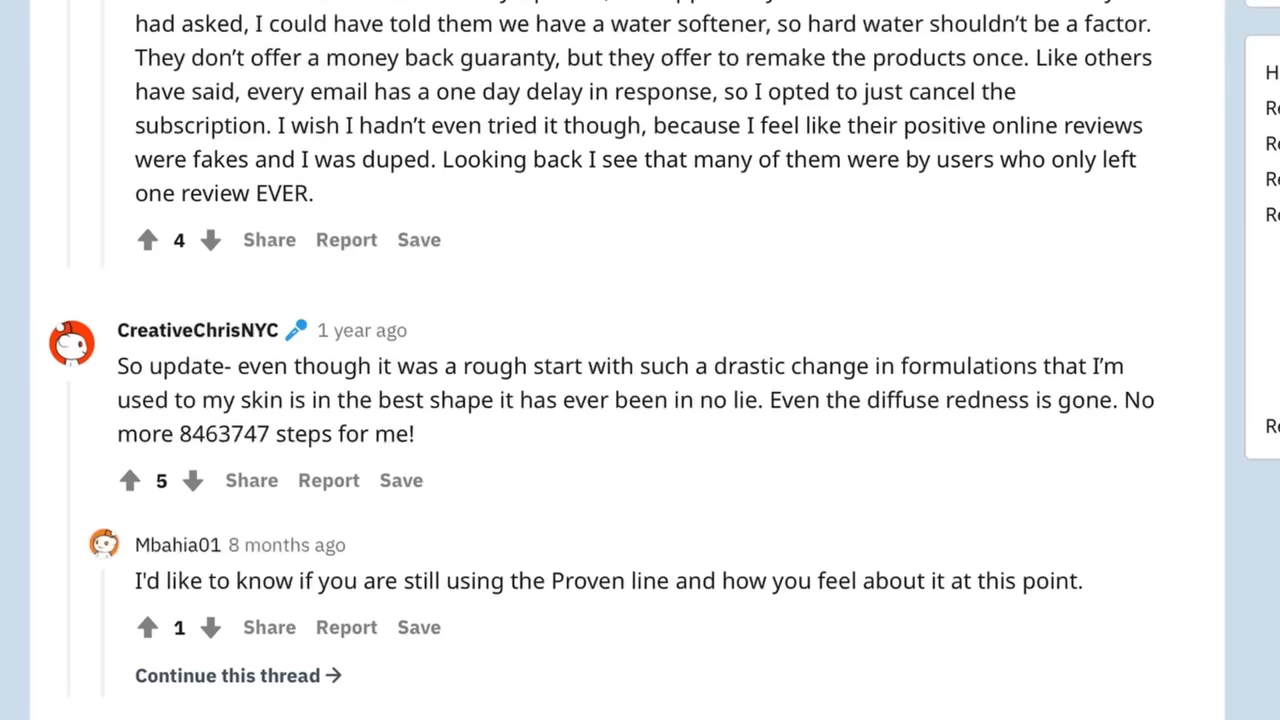 had asked, I could have told them we have a water softener, so hard water shouldn’t be a factor.
They don’t offer a money back guaranty, but they offer to remake the products once. Like others
have said, every email has a one day delay in response, so I opted to just cancel the
subscription. I wish I hadn’t even tried it though, because I feel like their positive online reviews
were fakes and I was duped. Looking back I see that many of them were by users who only left
one review EVER.
4 Share Report Save
CreativeChrisNYC 1 year ago
So update- even though it was a rough start with such a drastic change in formulations that I’m
used to my skin is in the best shape it has ever been in no lie. Even the diffuse redness is gone. No
more 8463747 steps for me!
5 Share Report Save
Mbahia01 8 months ago
I'd like to know if you are still using the Proven line and how you feel about it at this point.
1 Share Report Save
Continue this thread →